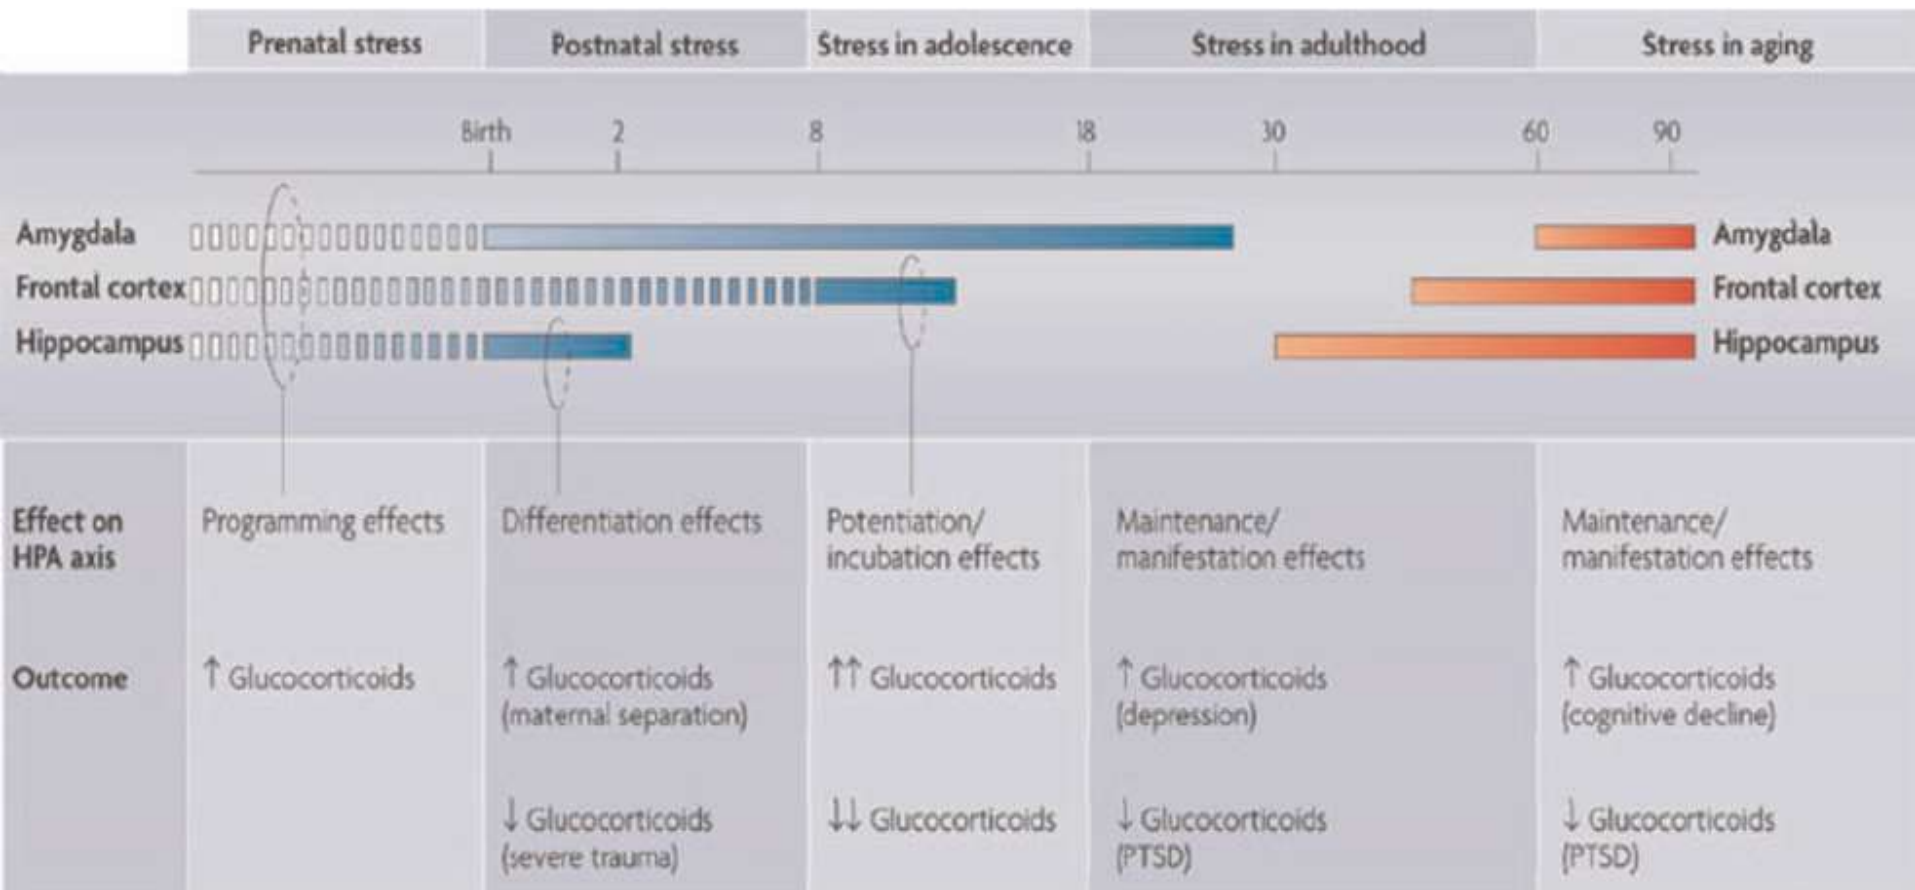 Prenatal stress
Postnatal stress
Stress in adolescence
Stress in adulthood
Stress in aging
Birth
2
8
18
30
60
90
Amygdala
Amygdala
Frontal cortex
Frontal cortex
Hippocampus
Hippocampus
Effect on
HPA axis
Programming effects
Differentiation effects
Potentiation/
incubation effects
Maintenance/
manifestation effects
Maintenance/
manifestation effects
Outcome
↑ Glucocorticoids
↑ Glucocorticoids
(maternal separation)
↑↑ Glucocorticoids
↑ Glucocorticoids
(depression)
↑ Glucocorticoids
(cognitive decline)
↓ Glucocorticoids
(severe trauma)
↓↓ Glucocorticoids
↓ Glucocorticoids
(PTSD)
↓ Glucocorticoids
(PTSD)